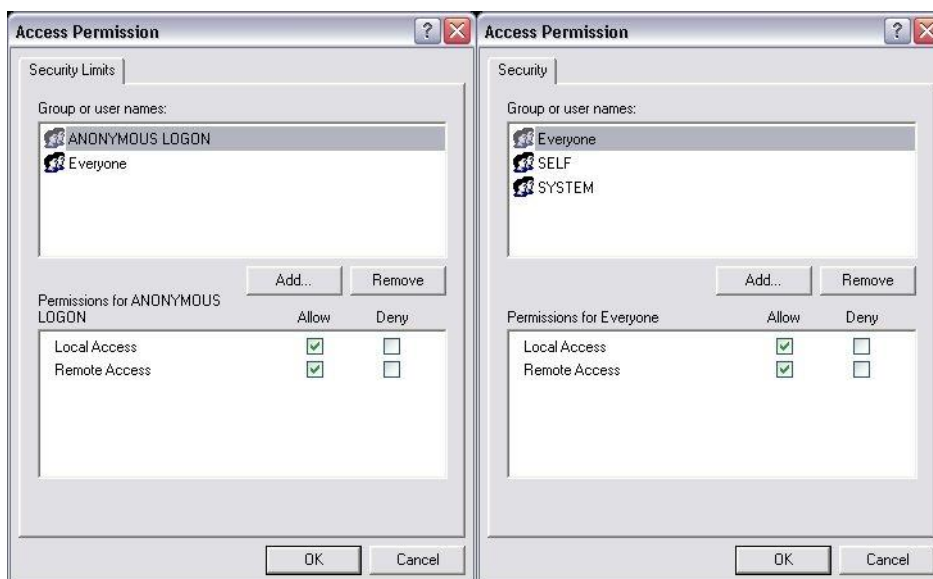 Access Permission
Security Limits
Group or user names:
ANONYMOUS LOGON
Everyone
Add...
Remove
Permissions for ANONYMOUS
LOGON
Allow
Deny
Local Access
Remote Access
OK
Cancel
Access Permission
Security
Group or user names:
Everyone
SELF
SYSTEM
Add...
Remove
Permissions for Everyone
Allow
Deny
Local Access
Remote Access
OK
Cancel